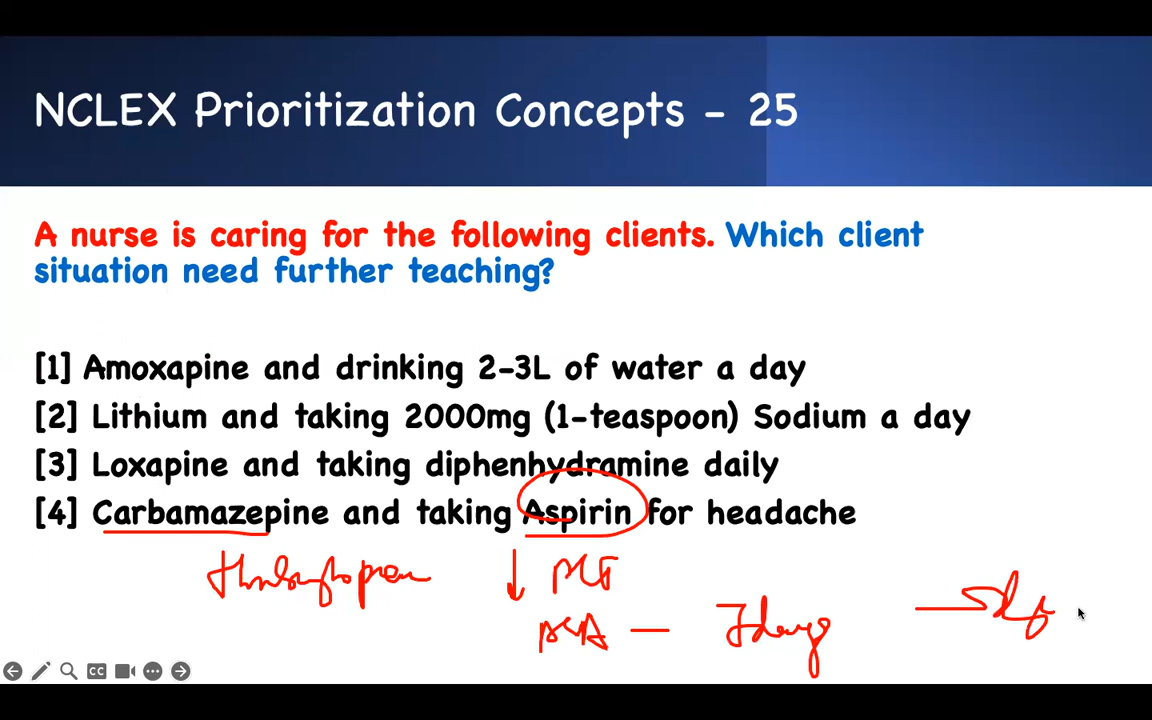 NCLEX Prioritization Concepts - 25
A nurse is caring for the following clients. Which client
situation need further teaching?
[1] Amoxapine and drinking 2-3L of water a day
[2] Lithium and taking 2000mg (1-teaspoon) Sodium a day
[3] Loxapine and taking diphenhydramine daily
[4] Carbamazepine and taking Aspirin for headache
↓
— 7days
CC